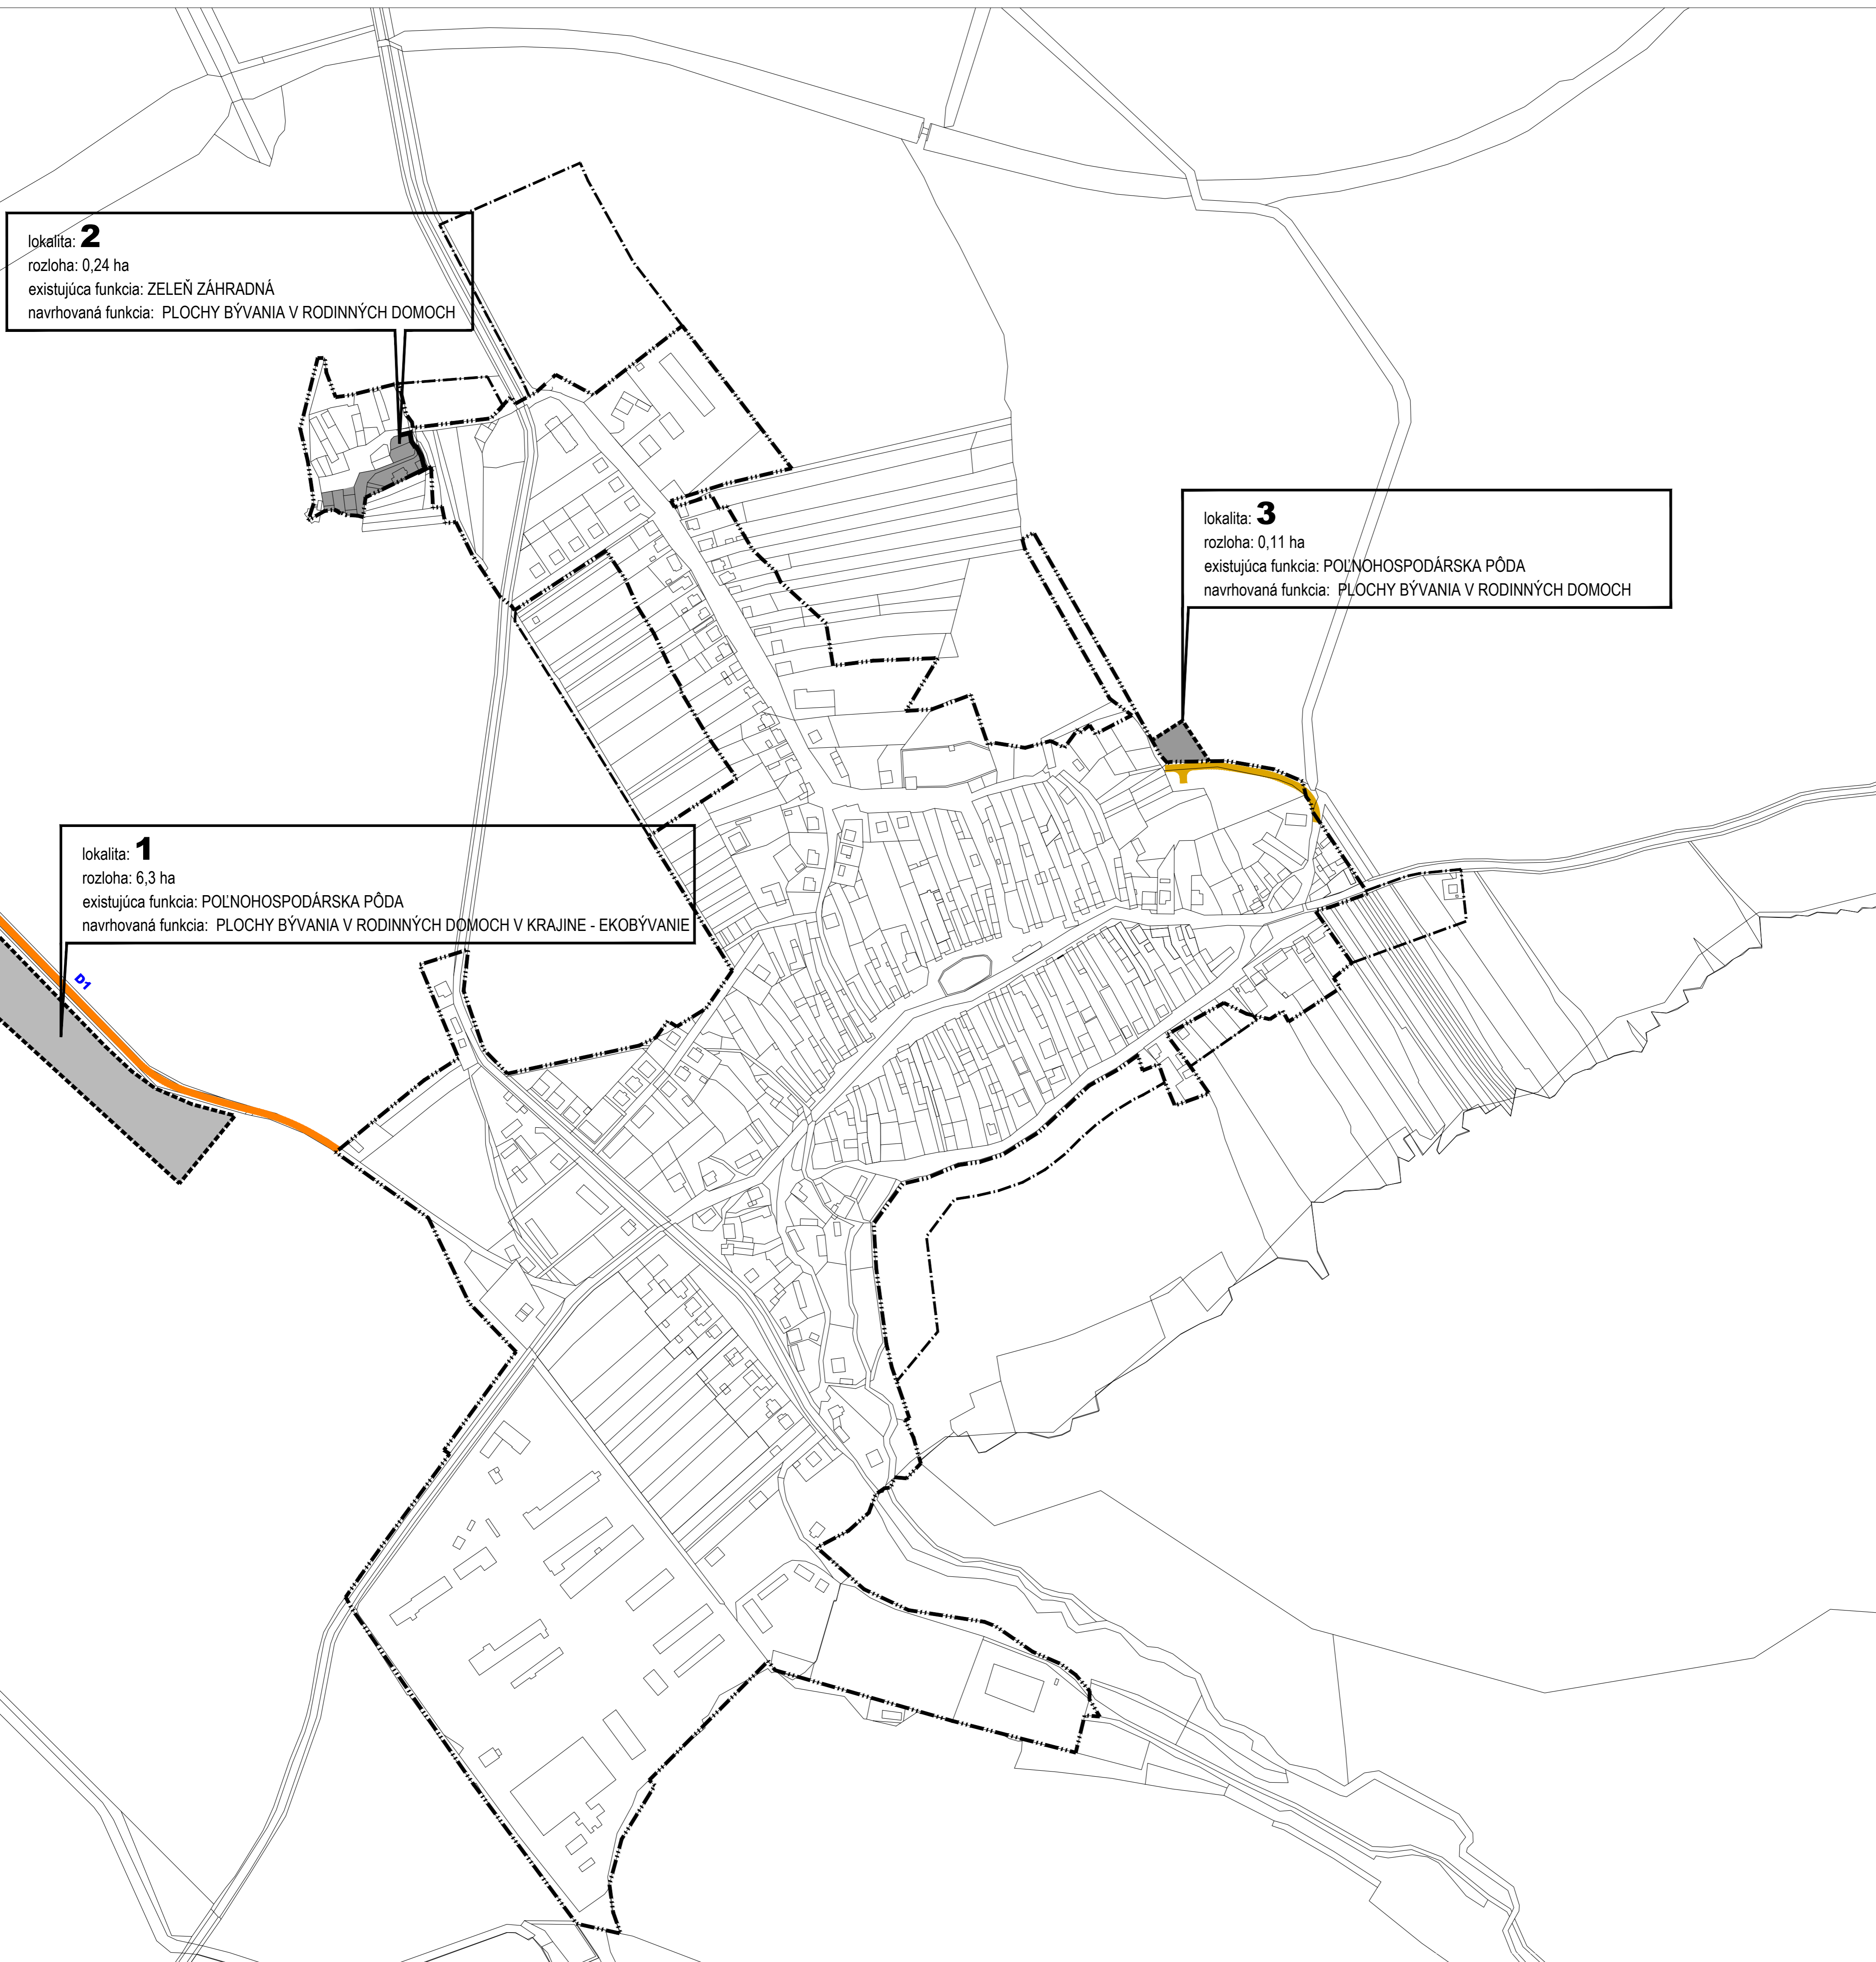 lokalita: 2
rozloha: 0,24 ha
existujúca funkcia: ZELEŇ ZÁHRADNÁ
navrhovaná funkcia: PLOCHY BÝVANIA V RODINNÝCH DOMOCH
lokalita: 3
rozloha: 0,11 ha
existujúca funkcia: POĽNOHOSPODÁRSKA PÔDA
navrhovaná funkcia: PLOCHY BÝVANIA V RODINNÝCH DOMOCH
lokalita: 1
rozloha: 6,3 ha
existujúca funkcia: POĽNOHOSPODÁRSKA PÔDA
navrhovaná funkcia: PLOCHY BÝVANIA V RODINNÝCH DOMOCH V KRAJINE - EKOBÝVANIE
D1